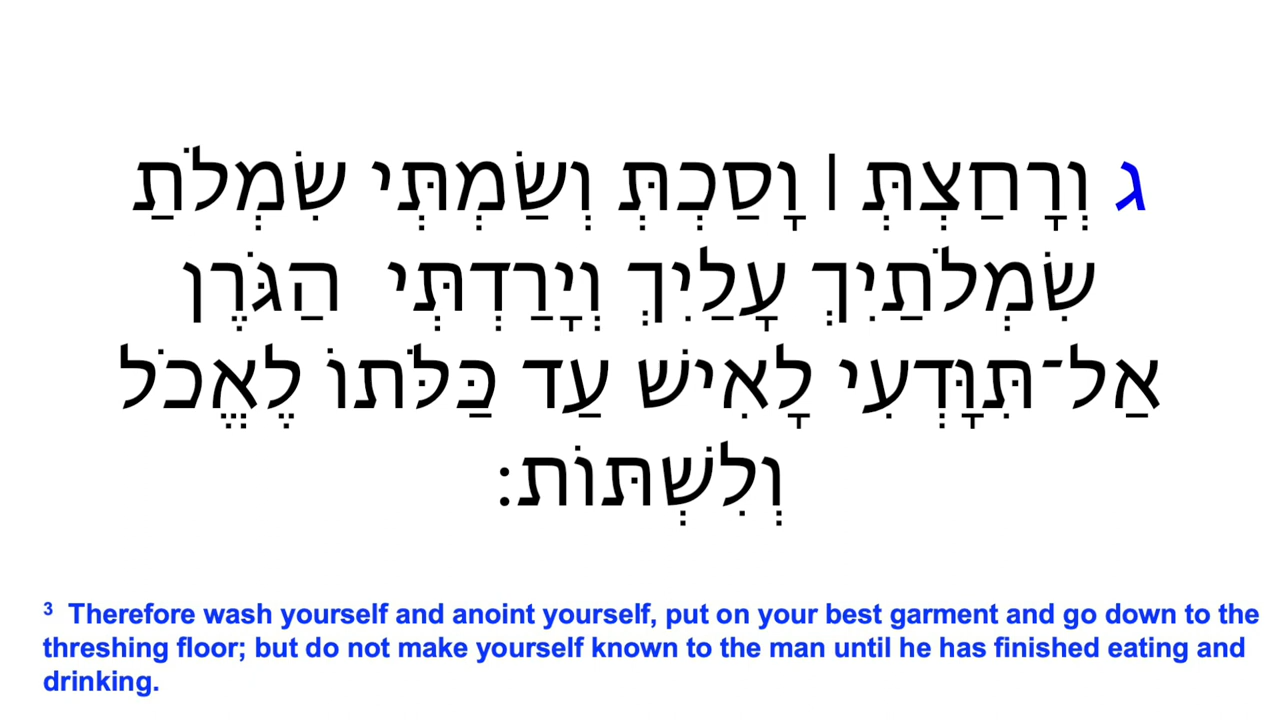 ג וְרָחַצְתְּ | וָסַכְתְּ וְשַׂמְתְּי שִׂמְלֹתַ
שִׂמְלֹתַיִךְ עָלַיִךְ וְיָרַדְתְּי הַגֹּרֶן
אַל־תִּוָּדְעִי לָאִישׁ עַד כַּלֹּתוֹ לֶאֱכֹל
וְלִשְׁתּוֹת:
3 Therefore wash yourself and anoint yourself, put on your best garment and go down to the
threshing floor; but do not make yourself known to the man until he has finished eating and
drinking.